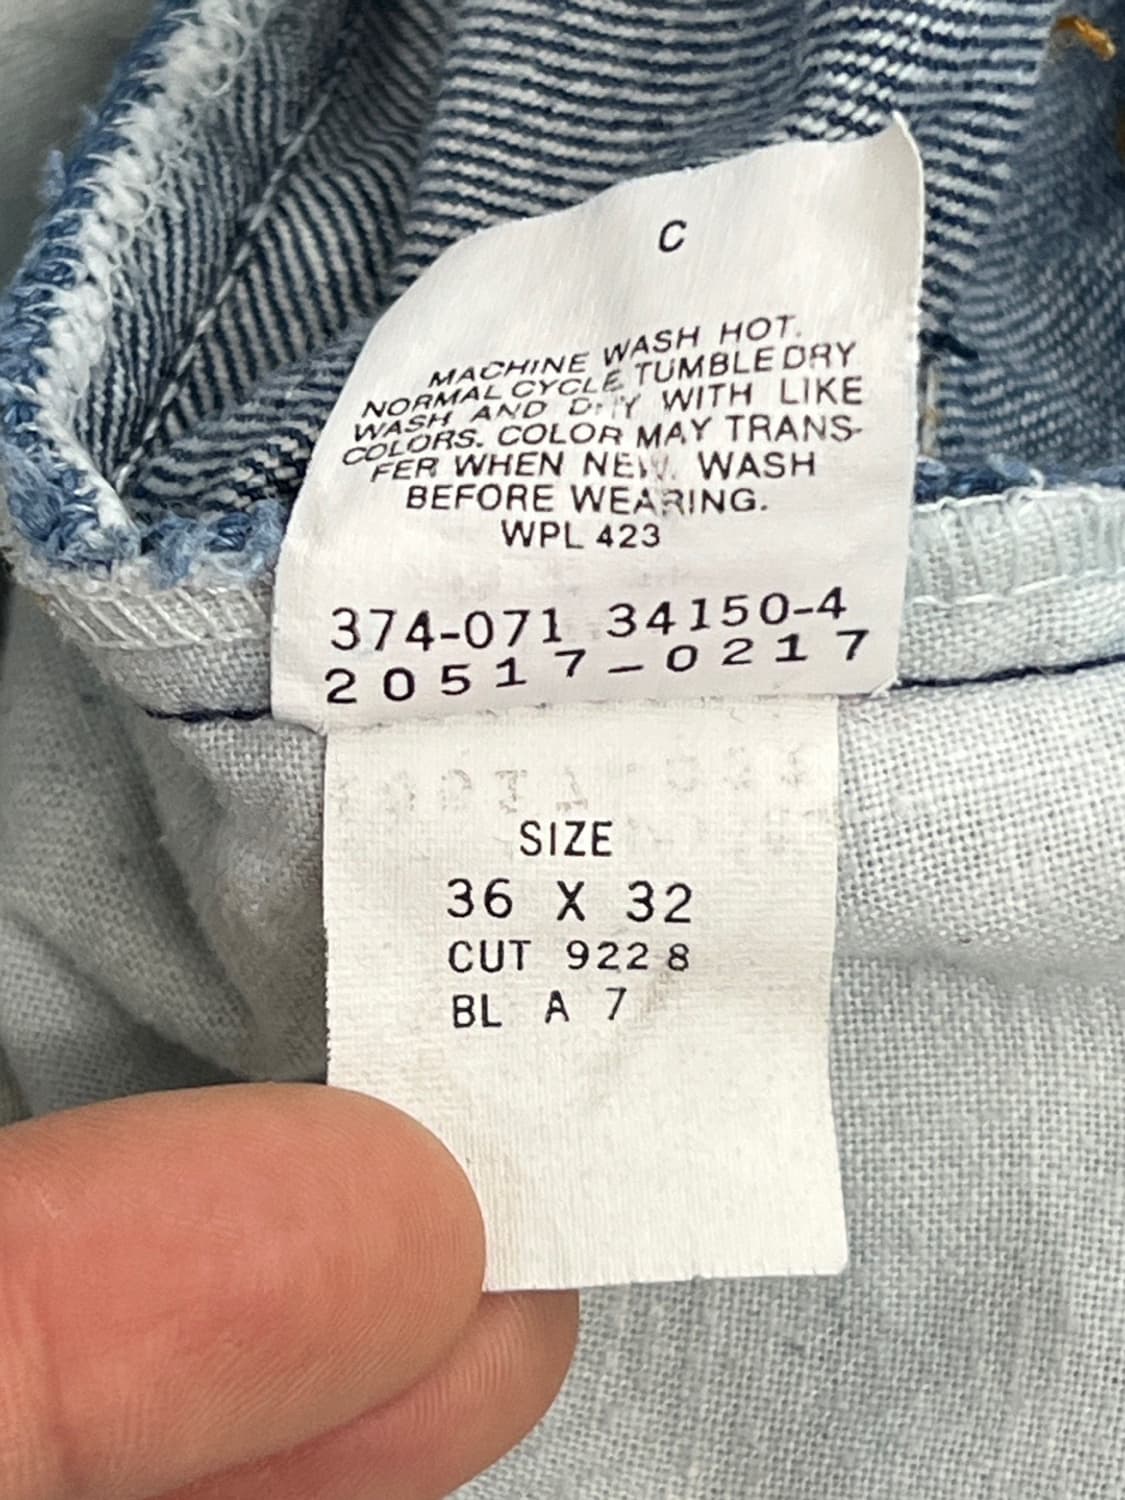 C
MACHINE WASH HOT.
NORMAL CYCLE TUMBLE DRY
WASH AND WITH LIKE
COLORS. COLOR MAY TRANS-
FER WHEN NEW. WASH
BEFORE WEARING.
WPL 423
374-071 34150-4
20517-0217
SIZE
36 X 32
CUT 9228
BL A 7